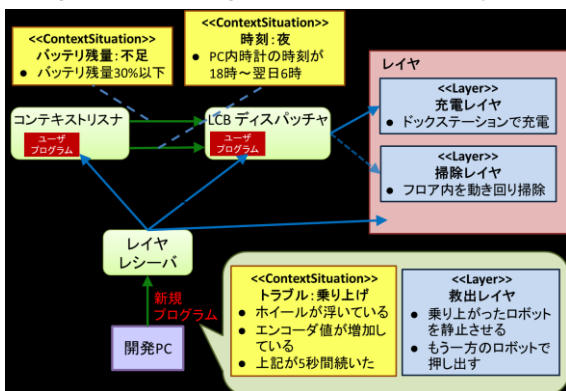 <<ContextSituation>>
バッテリ残量:不足
● バッテリ残量30%以下
<<ContextSituation>>
時刻:夜
● PC内時計の時刻が
18時~翌日6時
レイヤ
<<Layer>>
充電レイヤ
● ドックステーションで充電
<<Layer>>
掃除レイヤ
● フロア内を動き回り掃除
コンテキストリスナ
ユーザ
プログラム
LCB ディスパッチャ
ユーザ
プログラム
レイヤ
レシーバ
新規
プログラム
開発PC
<<ContextSituation>>
トラブル:乗り上げ
● ホイールが浮いている
● エンコーダ値が増加し
ている
● 上記が5秒間続いた
<<Layer>>
救出レイヤ
● 乗り上がったロボット
を静止させる
● もう一方のロボットで
押し出す